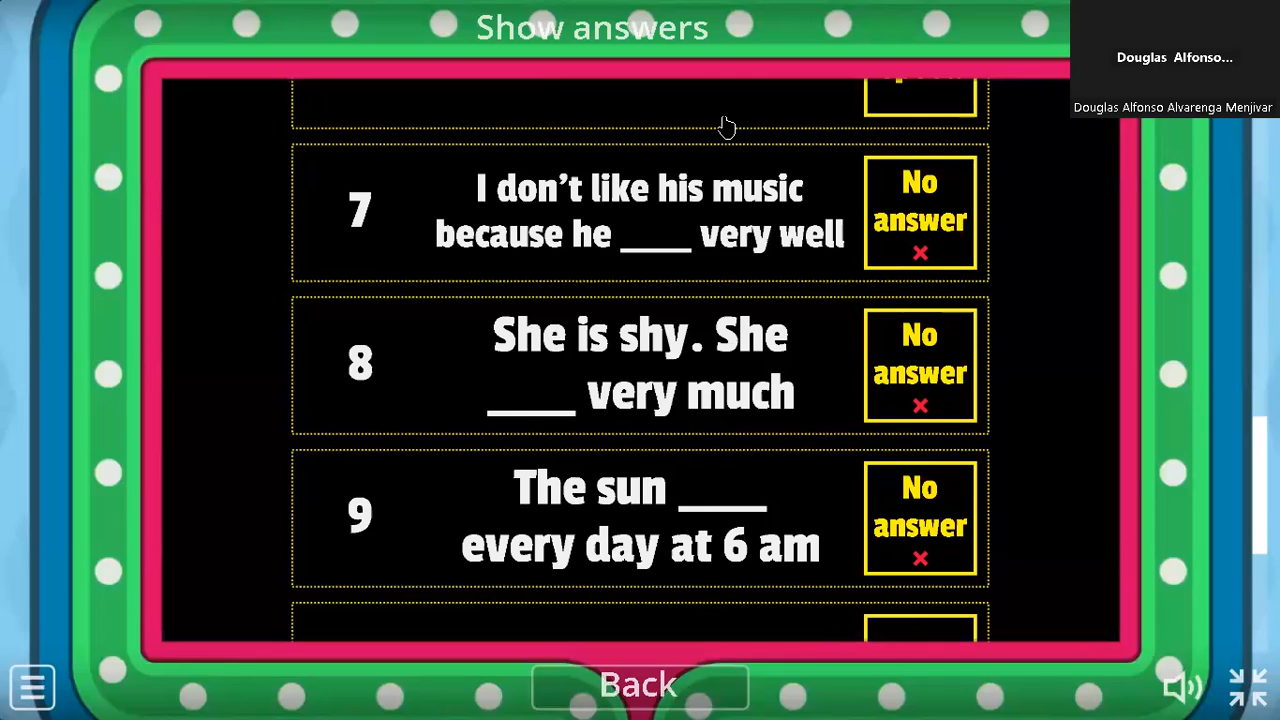 Show answers
Douglas Alfonso...
Douglas Alfonso Alvarenga Menjivar
7
I don't like his music
because he ____ very well
No
answer
×
8
She is shy. She
____ very much
No
answer
×
9
The sun ____
every day at 6 am
No
answer
×
Back